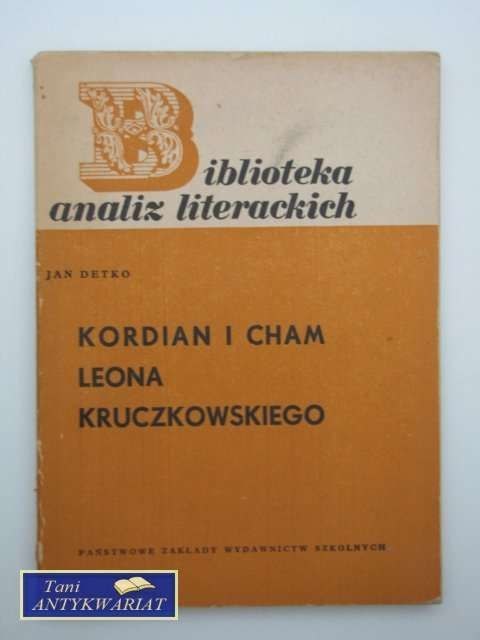 Biblioteka
analiz literackich
JAN DETKO
KORDIAN I CHAM
LEONA
KRUCZKOWSKIEGO
PAŃSTWOWE ZAKŁADY WYDAWNICTW SZKOLNYCH
Tani
ANTYKWARIAT